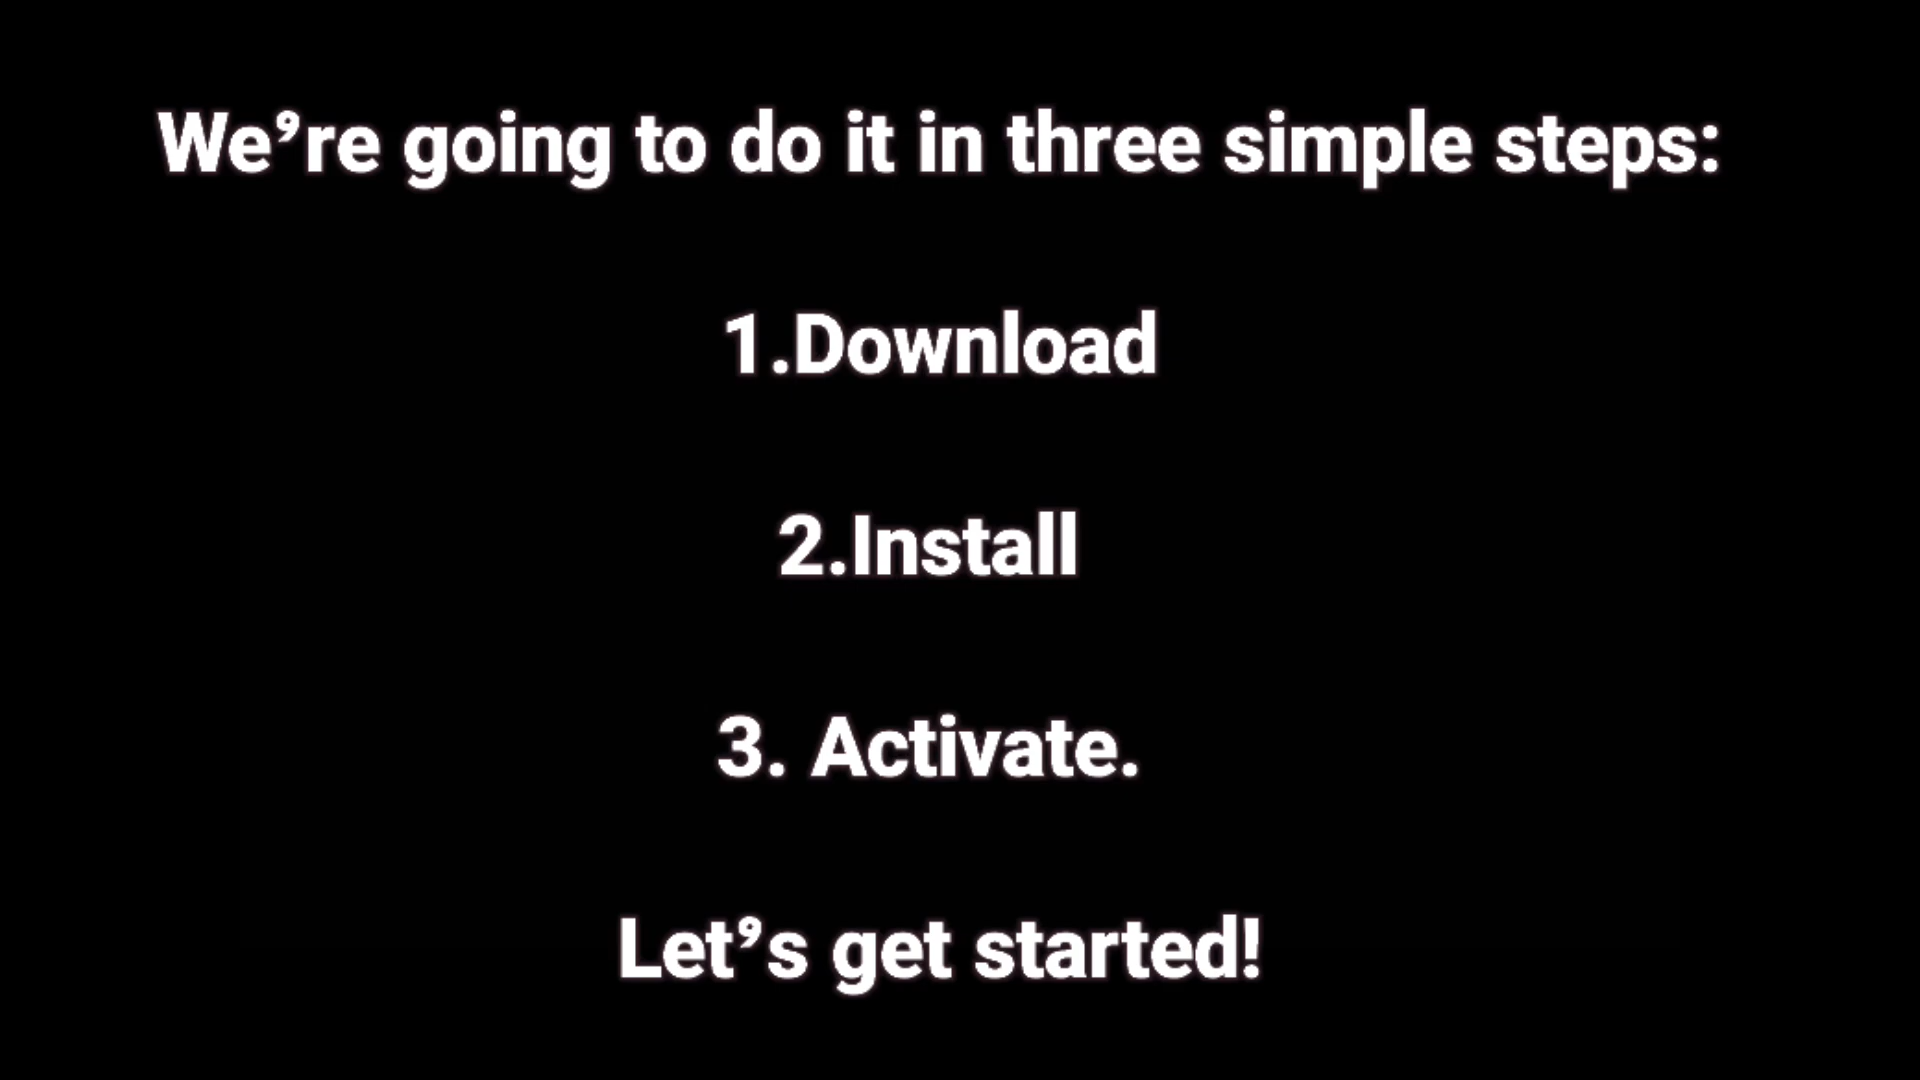 We’re going to do it in three simple steps:
1.Download
2.Install
3. Activate.
Let’s get started!